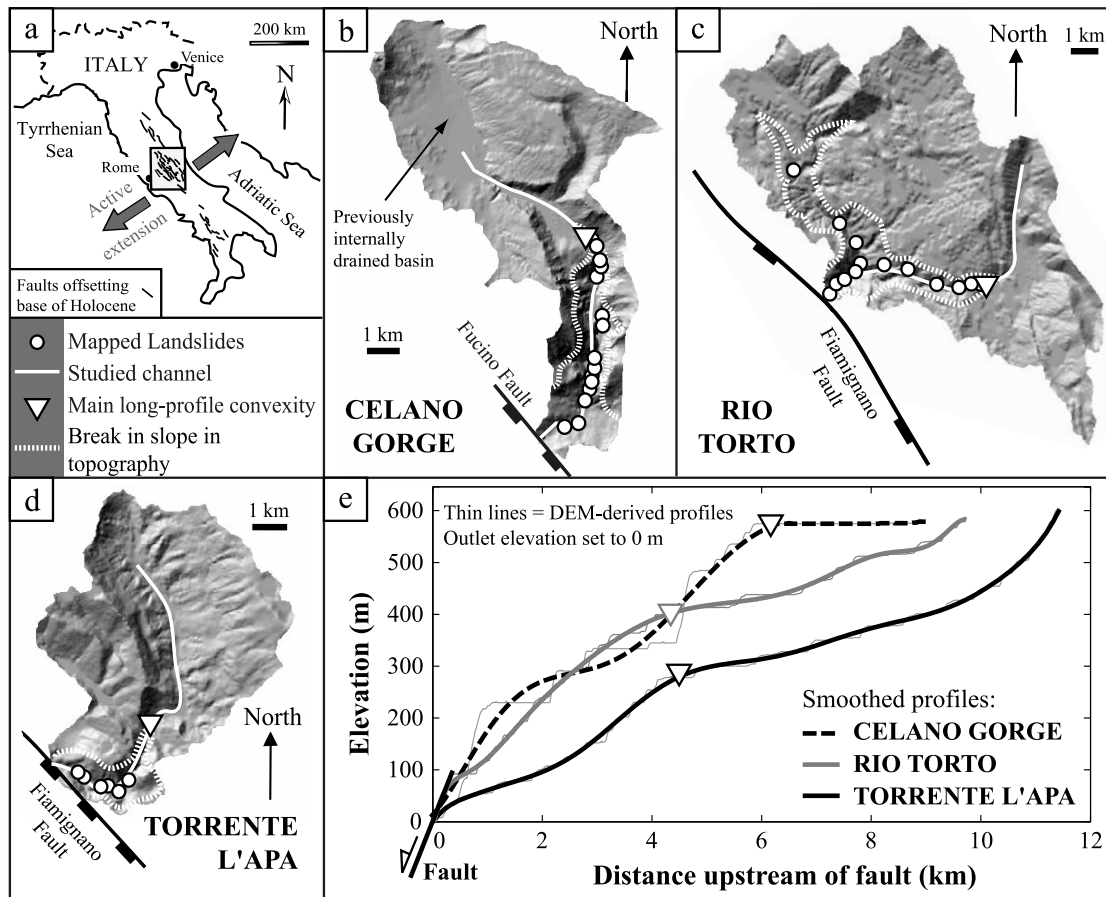 a
200 km
ITALY
Venice
N
Tyrrhenian
Sea
Rome
Active
extension
Adriatic Sea
Faults offsetting
base of Holocene
Mapped Landslides
Studied channel
Main long-profile convexity
Break in slope in
topography
b
North
Previously
internally
drained basin
1 km
Fucino Fault
CELANO
GORGE
c
North
1 km
Fiamignano
Fault
RIO
TORTO
d
1 km
North
Fiamignano
Fault
TORRENTE
L'APA
e
Thin lines = DEM-derived profiles
Outlet elevation set to 0 m
Elevation (m)
600
500
400
300
200
100
0
Smoothed profiles:
CELANO GORGE
RIO TORTO
TORRENTE L'APA
0 2 4 6 8 10 12
Fault
Distance upstream of fault (km)